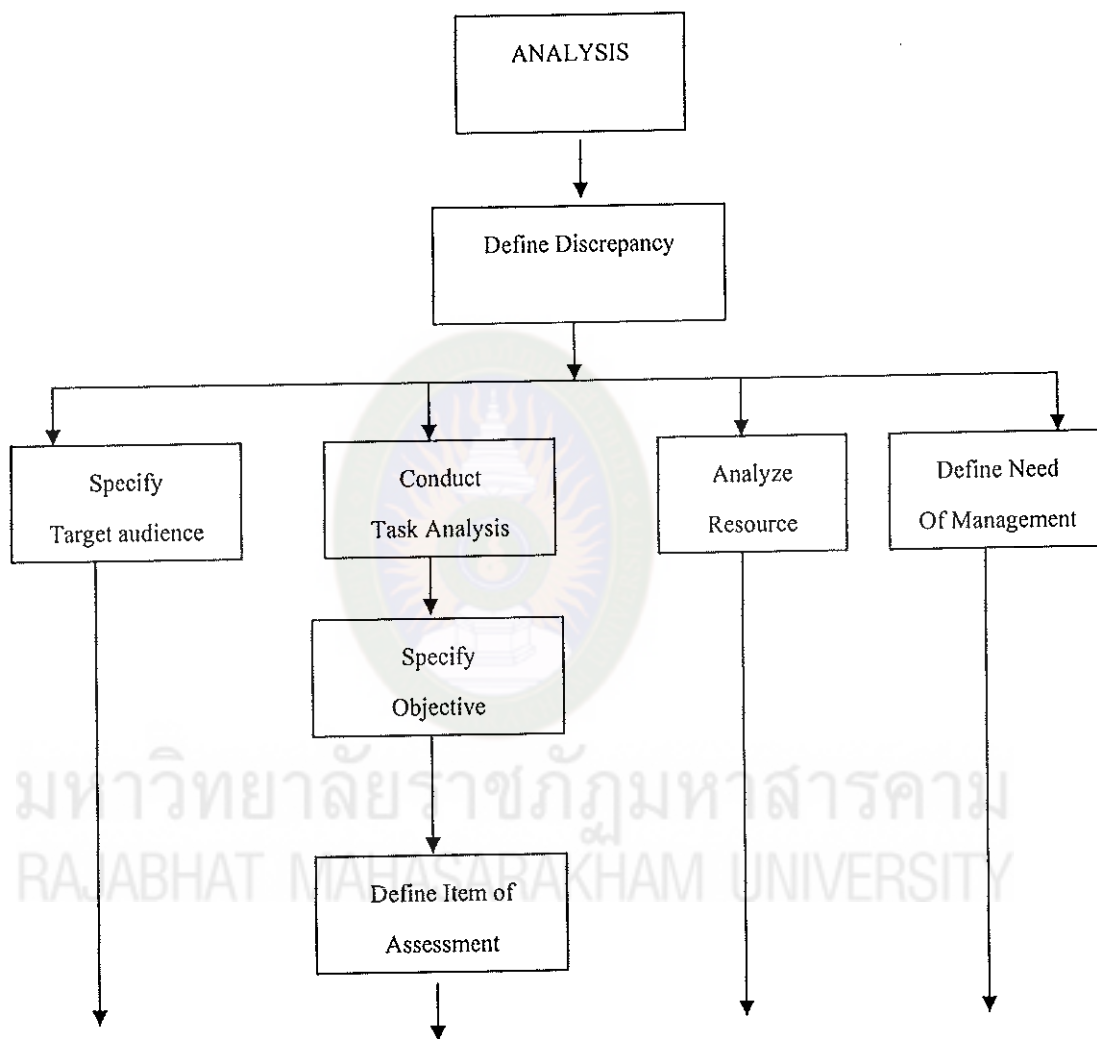 ANALYSIS
Define Discrepancy
Specify
Target audience
Conduct
Task Analysis
Analyze
Resource
Define Need
Of Management
Specify
Objective
มหาวิทยาลัยราชภัฏมหาสารคาม
RAJABHAT MAHASARAKHAM UNIVERSITY
Define Item of
Assessment